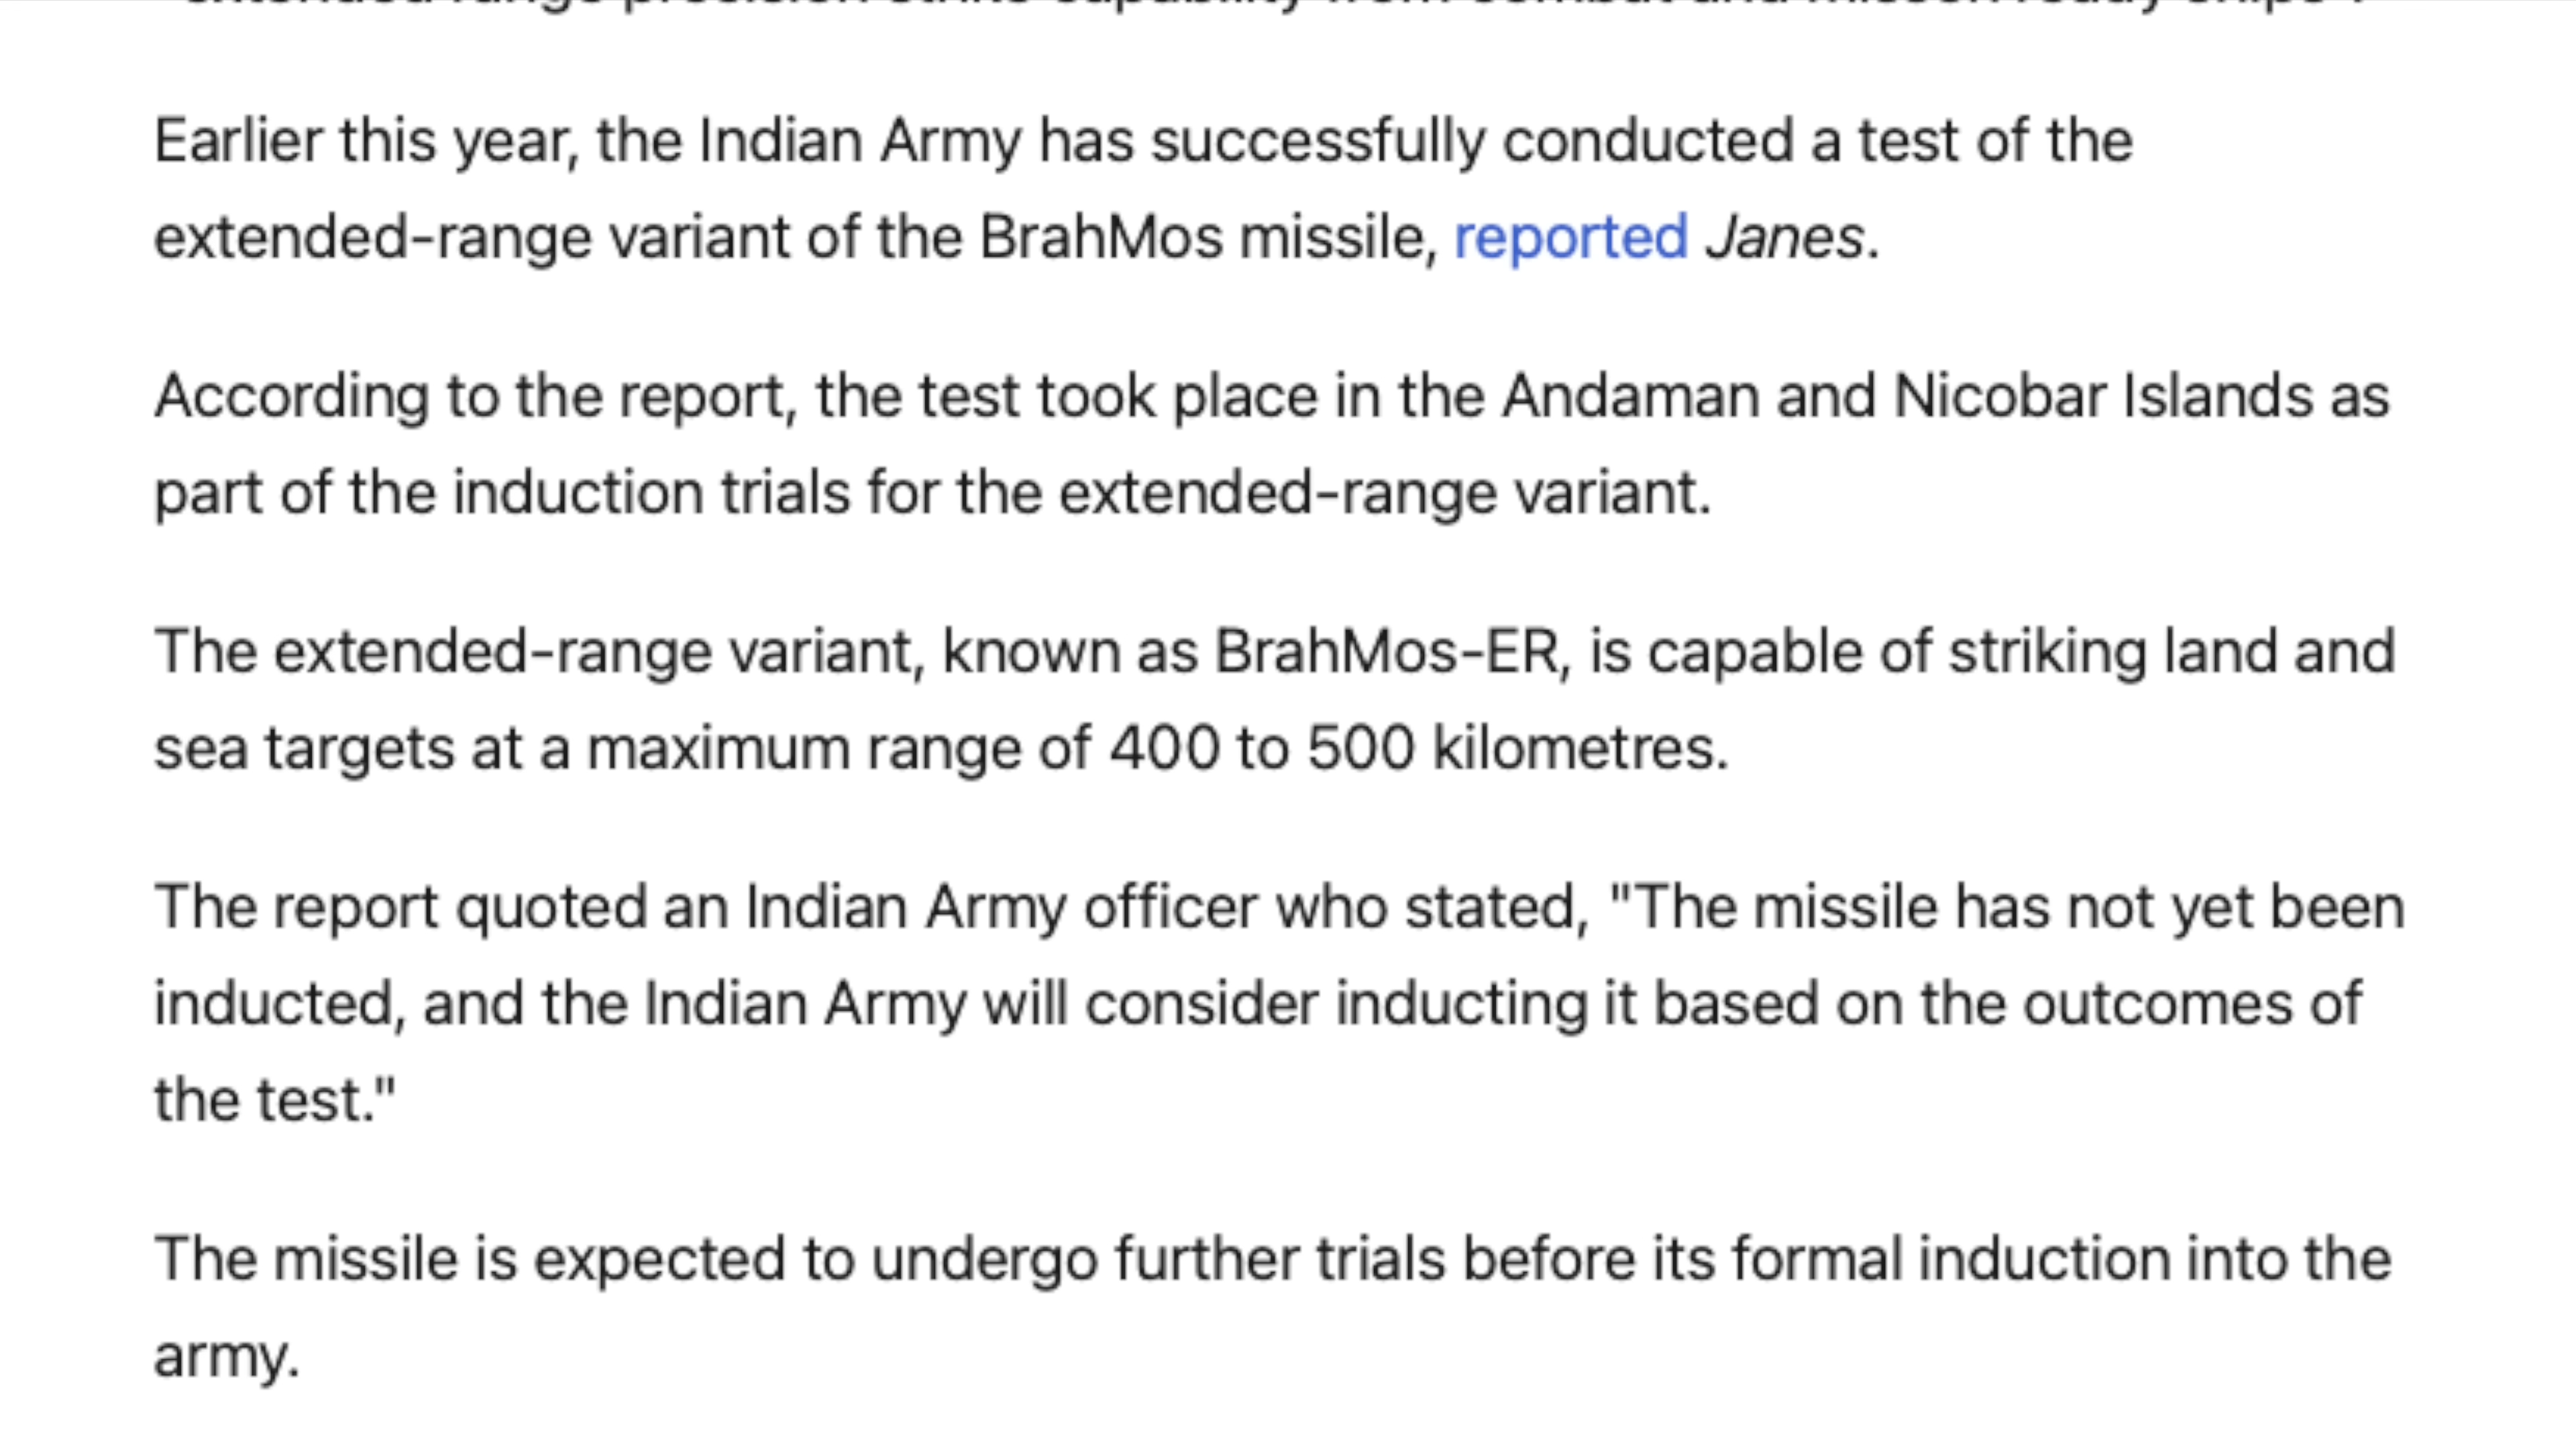 Earlier this year, the Indian Army has successfully conducted a test of the
extended-range variant of the BrahMos missile, reported Janes.
According to the report, the test took place in the Andaman and Nicobar Islands as
part of the induction trials for the extended-range variant.
The extended-range variant, known as BrahMos-ER, is capable of striking land and
sea targets at a maximum range of 400 to 500 kilometres.
The report quoted an Indian Army officer who stated, "The missile has not yet been
inducted, and the Indian Army will consider inducting it based on the outcomes of
the test."
The missile is expected to undergo further trials before its formal induction into the
army.